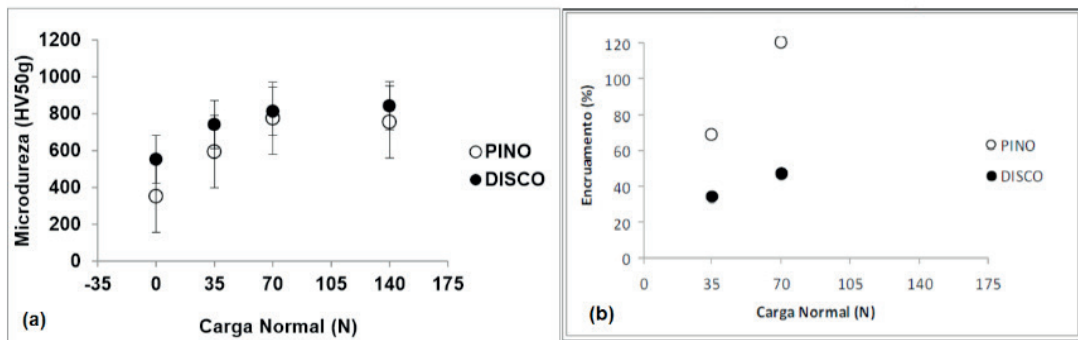 1200
1000
800
600
400
200
0
-35 0 35 70 105 140 175
Microdureza (HV50g)
Carga Normal (N)
PINO
DISCO
(a)
120
100
80
60
40
20
0
0 35 70 105 140 175
Encruamento (%)
Carga Normal (N)
PINO
DISCO
(b)